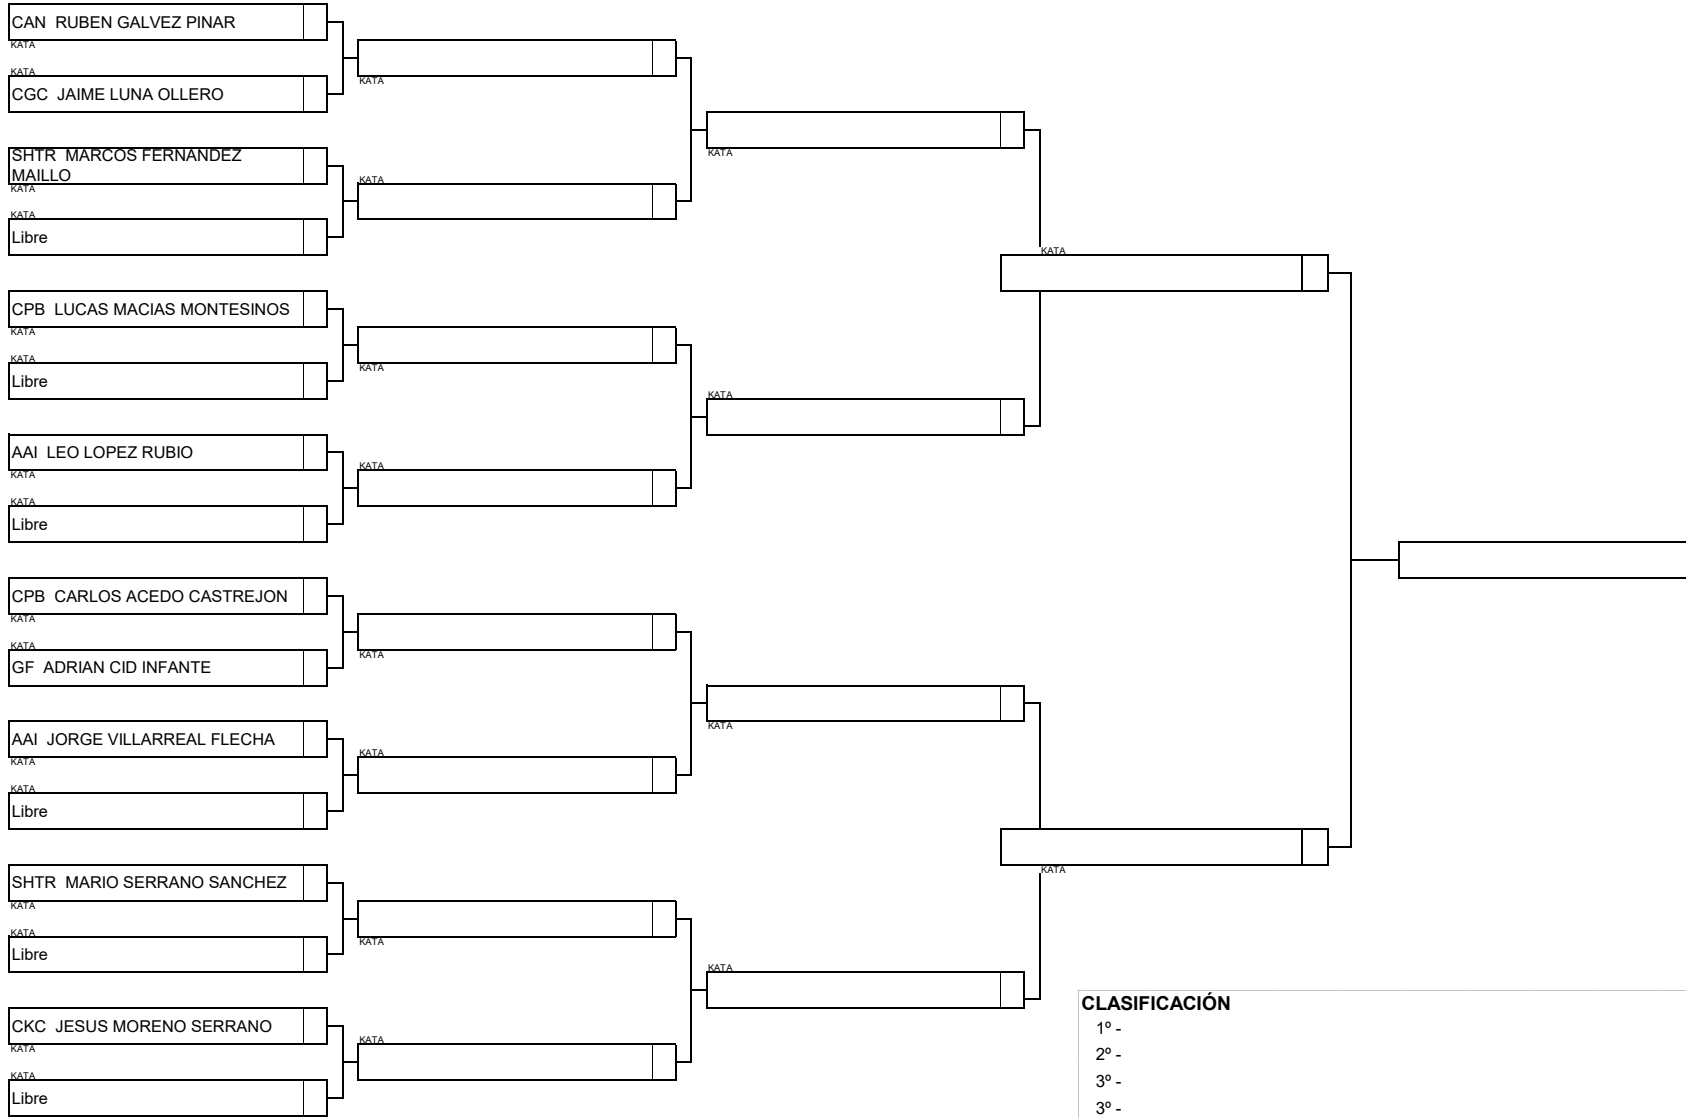 CAN  RUBEN GALVEZ PINAR
KATA
KATA
CGC  JAIME LUNA OLLERO
SHTR  MARCOS FERNANDEZ
MAILLO
KATA
KATA
Libre
CPB  LUCAS MACIAS MONTESINOS
KATA
KATA
Libre
AAI  LEO LOPEZ RUBIO
KATA
KATA
Libre
CPB  CARLOS ACEDO CASTREJON
KATA
KATA
GF  ADRIAN CID INFANTE
AAI  JORGE VILLARREAL FLECHA
KATA
KATA
Libre
SHTR  MARIO SERRANO SANCHEZ
KATA
KATA
Libre
CKC  JESUS MORENO SERRANO
KATA
KATA
Libre
KATA
KATA
KATA
KATA
KATA
KATA
KATA
KATA
KATA
KATA
KATA
KATA
KATA
KATA
CLASIFICACIÓN
1º -
2º -
3º -
3º -